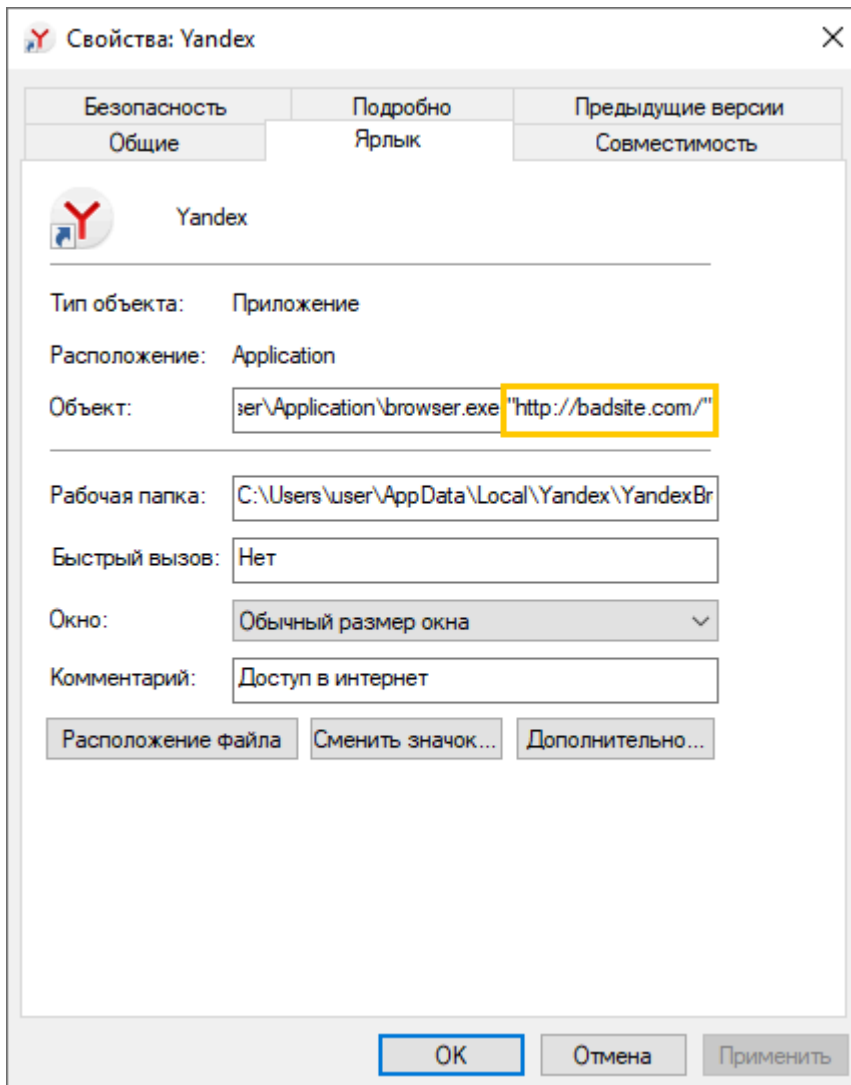 Свойства: Yandex
Безопасность Подробно Предыдущие версии
Общие Ярлык Совместимость
Yandex
Тип объекта: Приложение
Расположение: Application
Объект: ser\Application\browser.exe "http://badsite.com/"
Рабочая папка: C:\Users\user\AppData\Local\Yandex\YandexBr
Быстрый вызов: Нет
Окно: Обычный размер окна
Комментарий: Доступ в интернет
Расположение файла Сменить значок... Дополнительно...
OK Отмена Применить